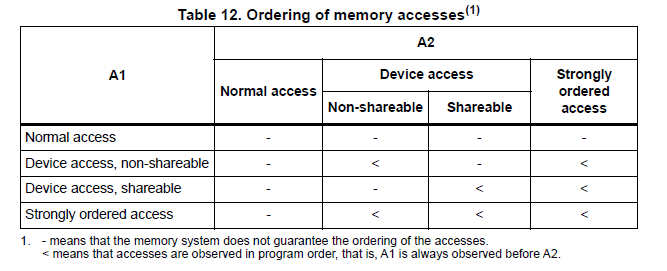 Table 12. Ordering of memory accesses(1)
A1
A2
Normal access
Device access
Strongly
ordered
access
Non-shareable
Shareable
Normal access - - - -
Device access, non-shareable - < - <
Device access, shareable - - < <
Strongly ordered access - < < <
1. - means that the memory system does not guarantee the ordering of the accesses.
< means that accesses are observed in program order, that is, A1 is always observed before A2.